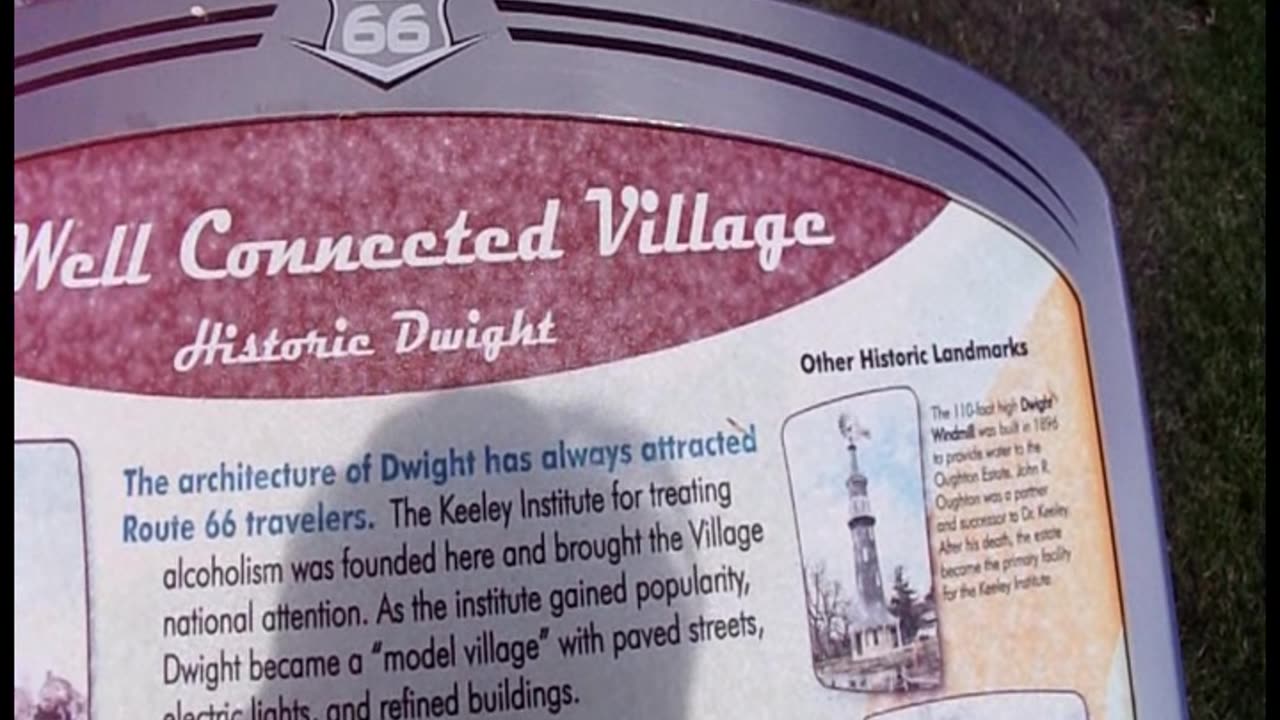 66
Well Connected Village
Historic Dwight
The architecture of Dwight has always attracted
Route 66 travelers. The Keeley Institute for treating
alcoholism was founded here and brought the Village
national attention. As the institute gained popularity,
Dwight became a "model village" with paved streets,
electric lights, and refined buildings.
Other Historic Landmarks
The 110-foot high Dwight
Windmill was built in 1896
to provide water to the
Oughton Estate. John R.
Oughton was a partner
and successor to Dr. Keeley.
After his death, the estate
became the primary facility
for the Keeley Institute.